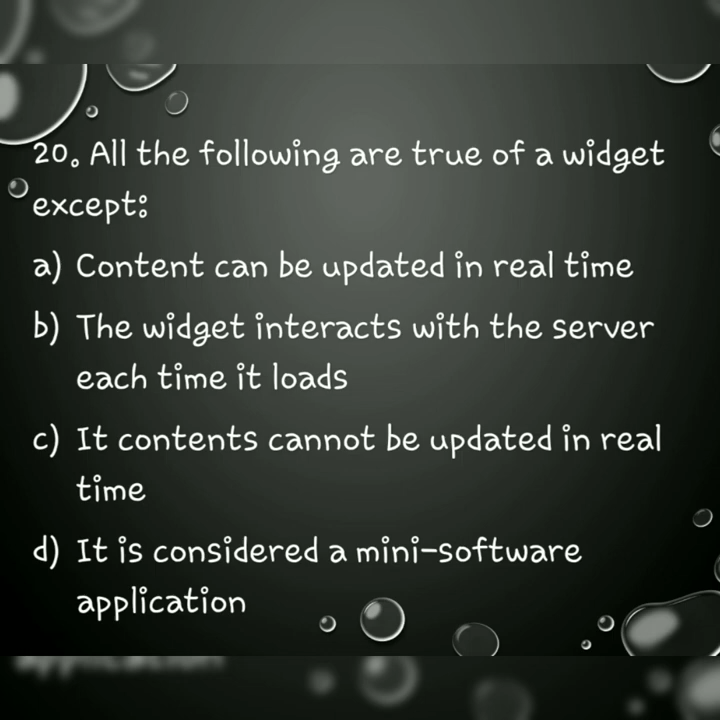 20. All the following are true of a widget
except:
a) Content can be updated in real time
b) The widget interacts with the server
each time it loads
c) It contents cannot be updated in real
time
d) It is considered a mini-software
application